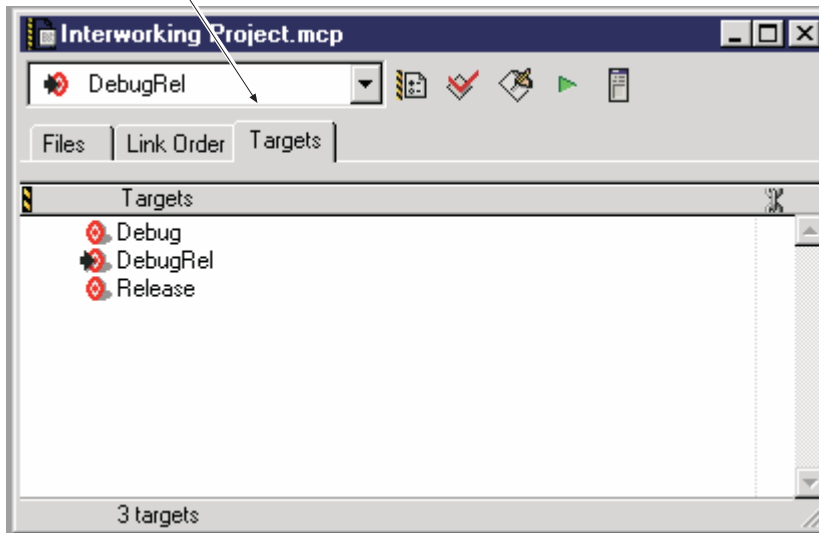 Interworking Project.mcp
DebugRel
Files Link Order Targets
Targets
Debug
DebugRel
Release
3 targets